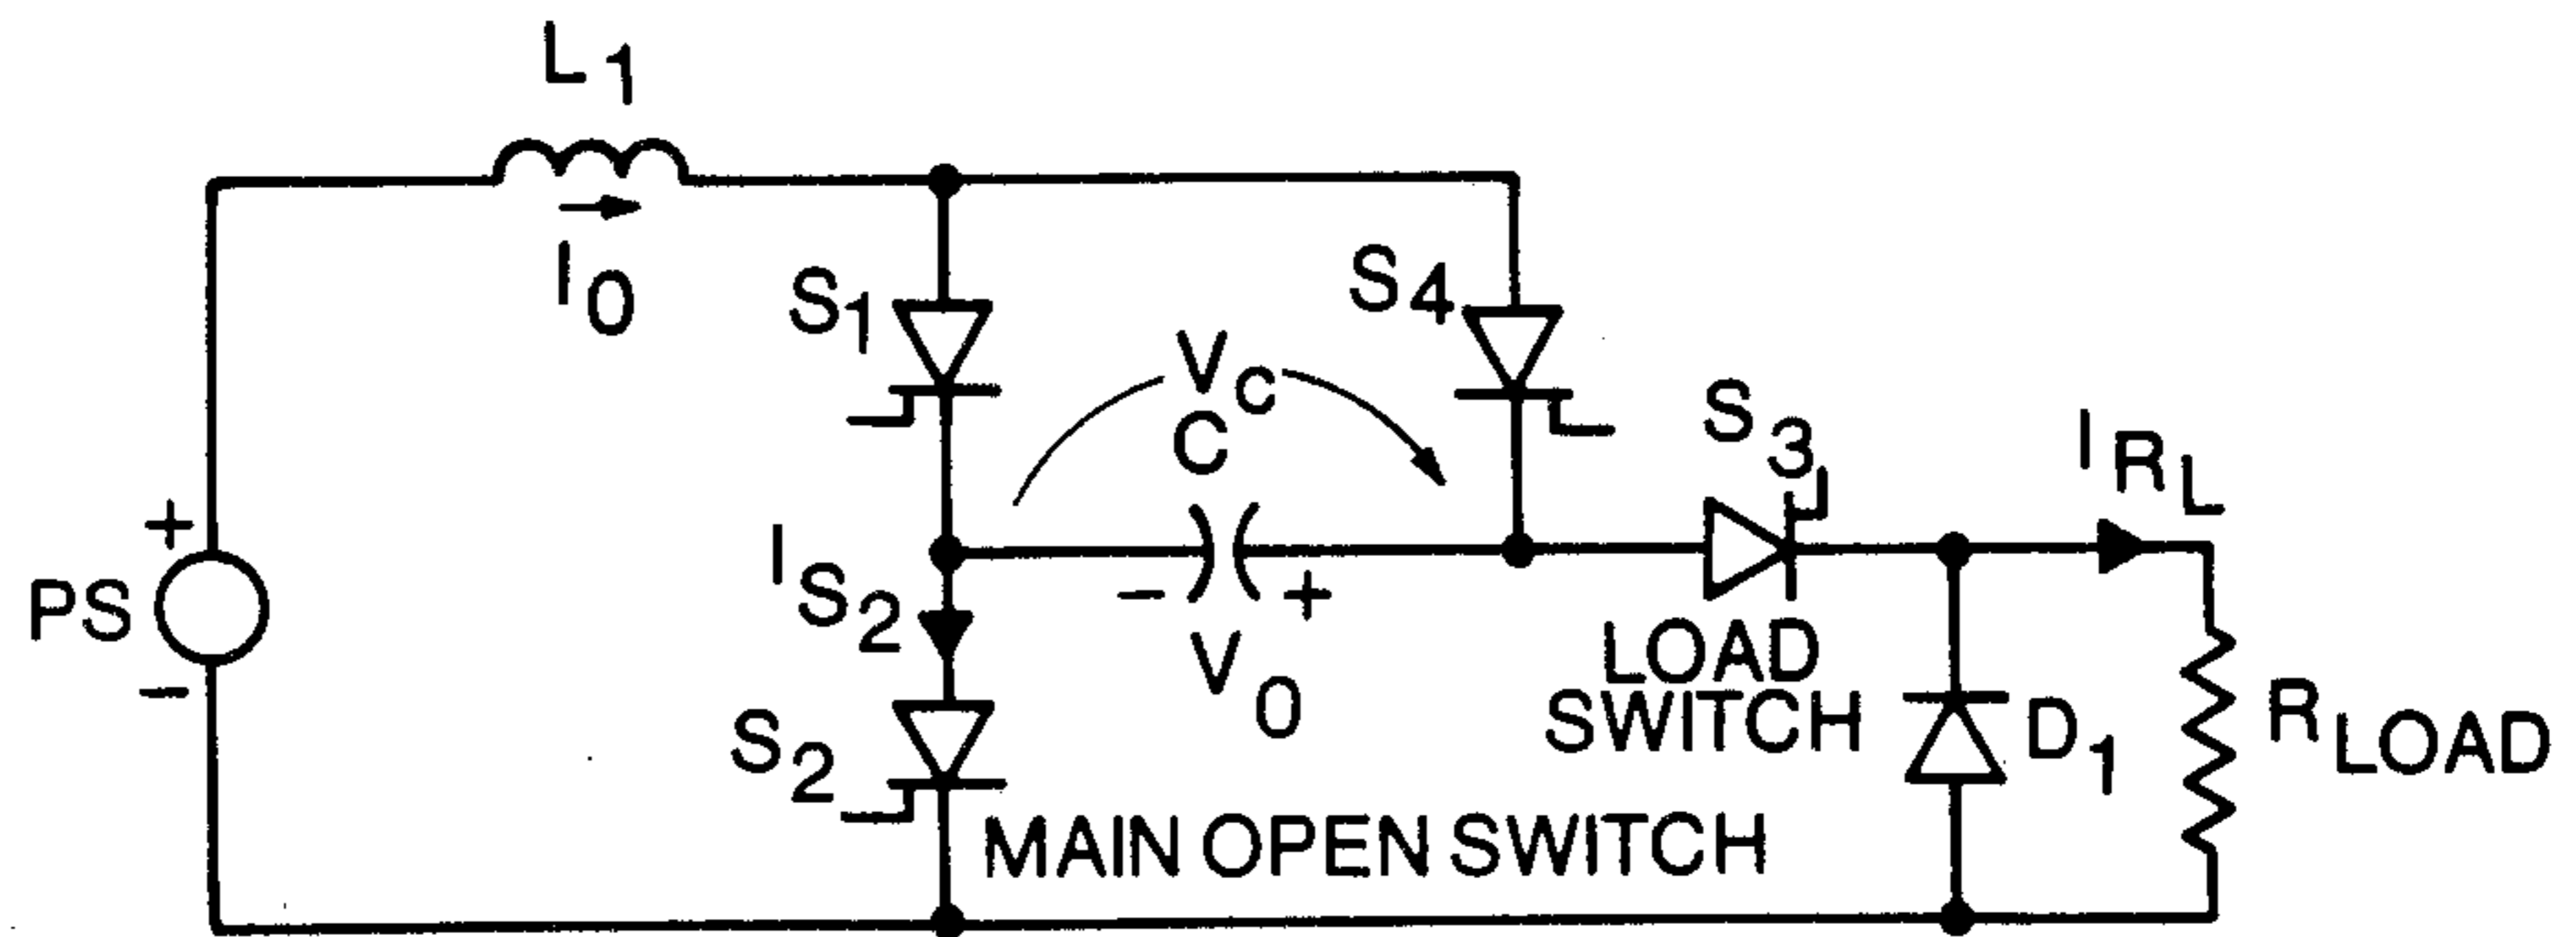 L1
I0
S1
S4
VC
C
S3
IRL
+
PS
−
IS2
− +
V0
LOAD
SWITCH
S2
MAIN OPEN SWITCH
D1
RLOAD